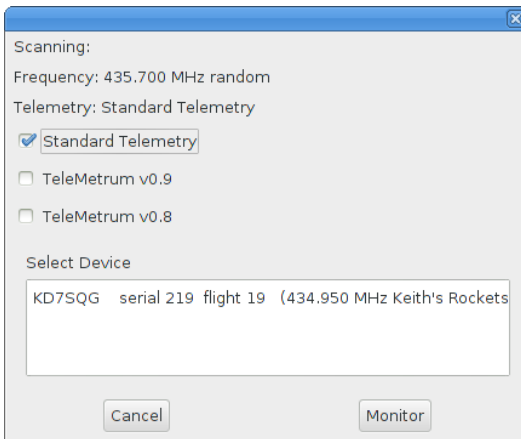 Scanning:
Frequency: 435.700 MHz random
Telemetry: Standard Telemetry
Standard Telemetry
TeleMetrum v0.9
TeleMetrum v0.8
Select Device
KD7SQG serial 219 flight 19 (434.950 MHz Keith's Rockets
Cancel Monitor